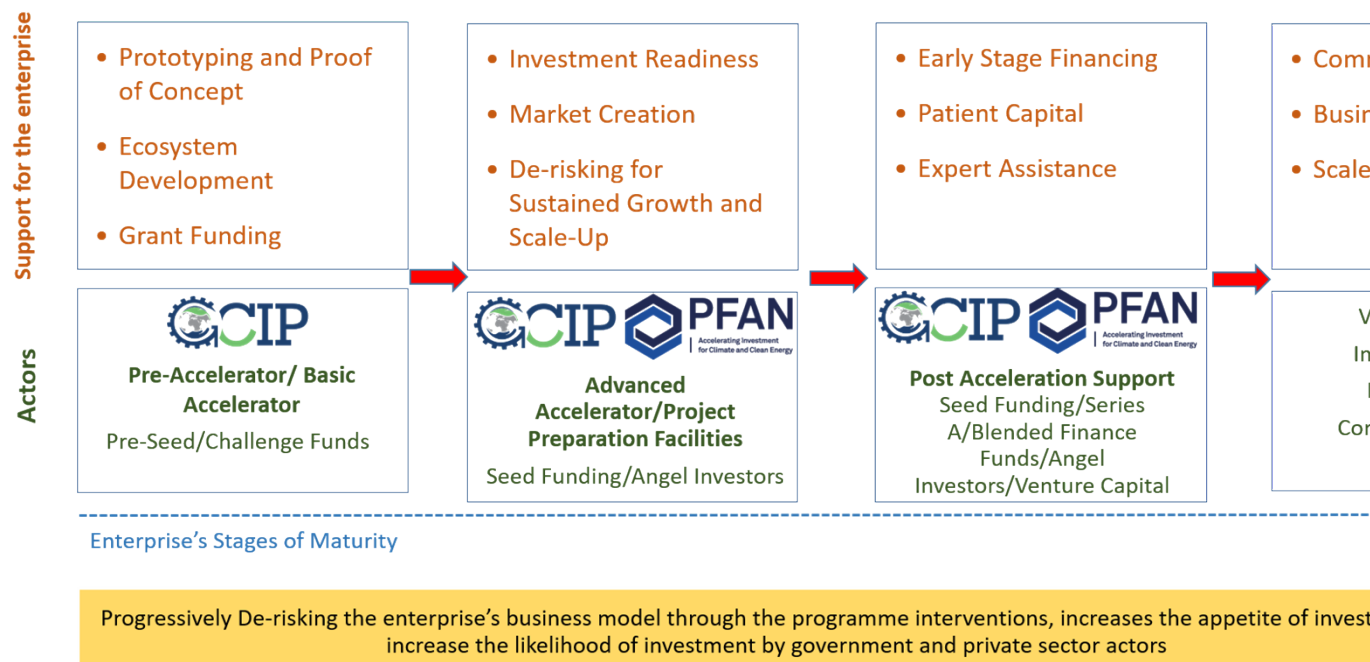 Support for the enterprise
• Prototyping and Proof
of Concept
• Ecosystem
Development
• Grant Funding
• Investment Readiness
• Market Creation
• De-risking for
Sustained Growth and
Scale-Up
• Early Stage Financing
• Patient Capital
• Expert Assistance
•
•
• Scale
Actors
GCIP
Pre-Accelerator/ Basic
Accelerator
Pre-Seed/Challenge Funds
GCIP PFAN
Accelerating Investment
for Climate and Clean Energy
Advanced
Accelerator/Project
Preparation Facilities
Seed Funding/Angel Investors
GCIP PFAN
Accelerating Investment
for Climate and Clean Energy
Post Acceleration Support
Seed Funding/Series
A/Blended Finance
Funds/Angel
Investors/Venture Capital
Enterprise’s Stages of Maturity
Progressively De-risking the enterprise’s business model through the programme interventions, increases the appetite of
increase the likelihood of investment by government and private sector actors